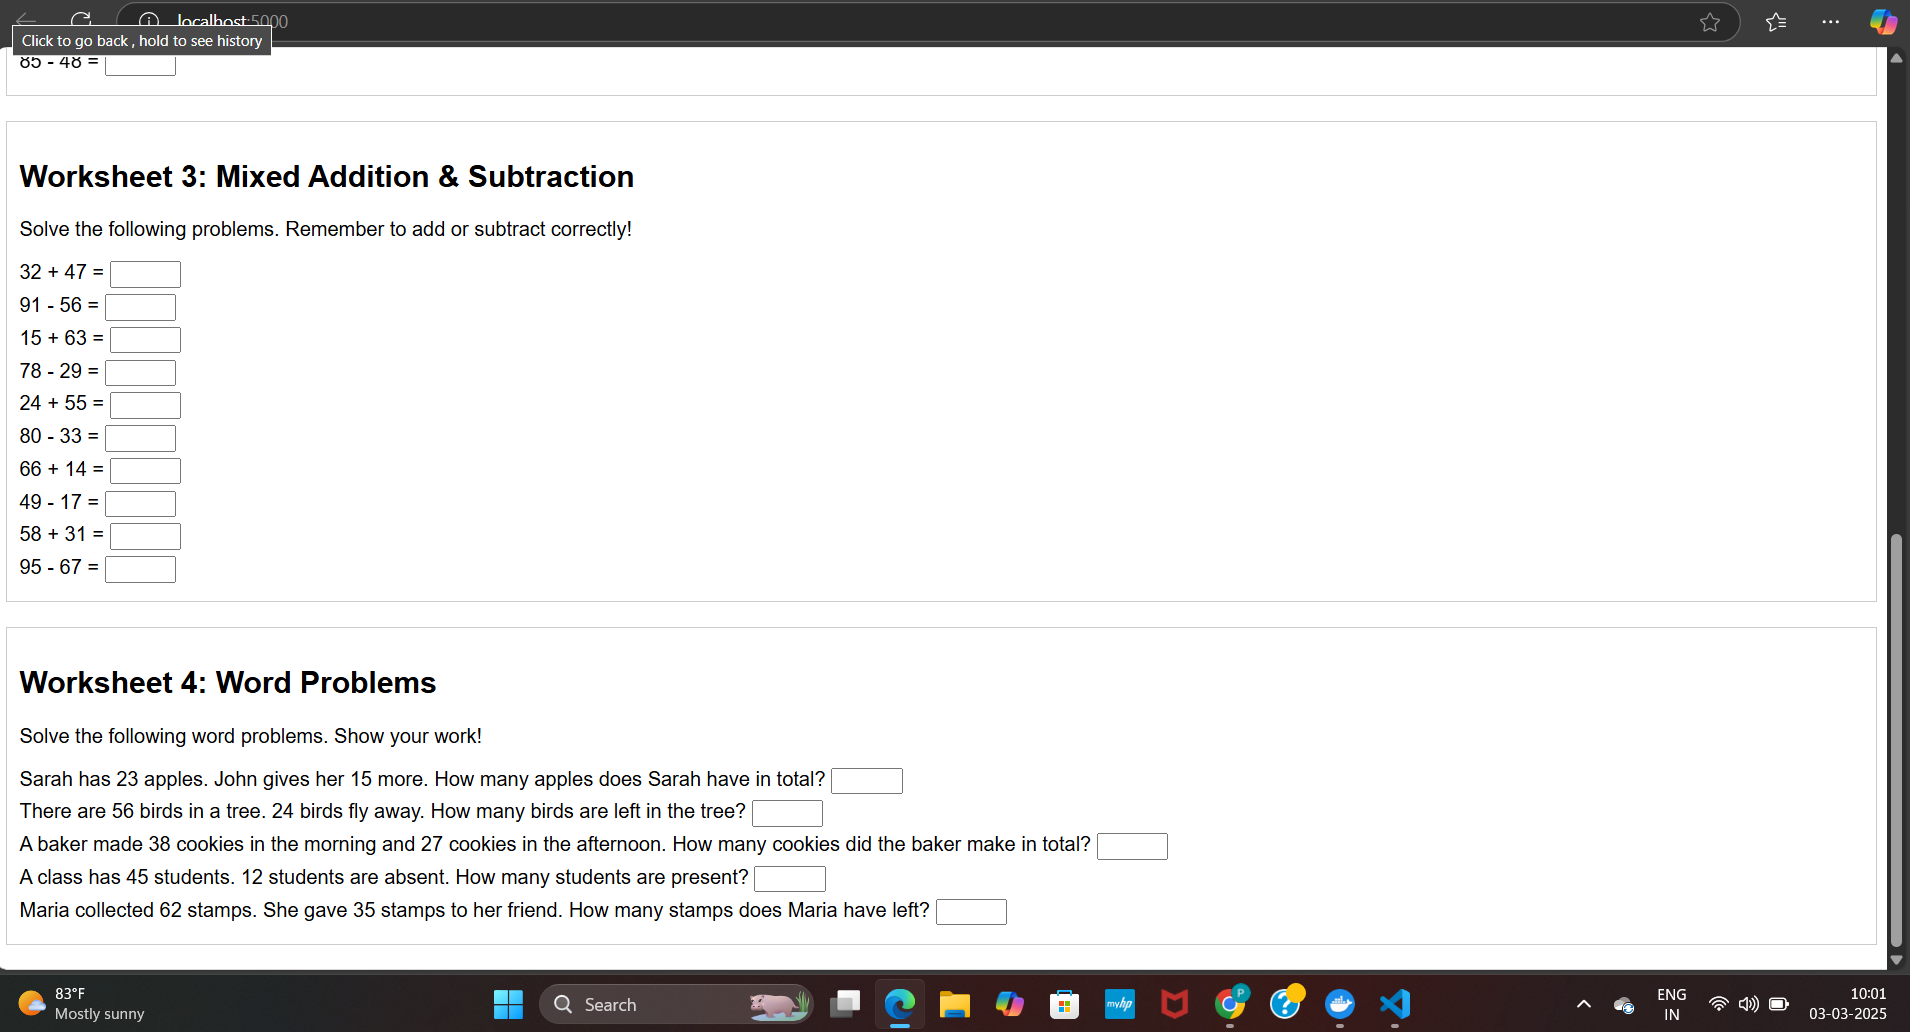 localhost:5000
Click to go back , hold to see history
85 - 48 =
Worksheet 3: Mixed Addition & Subtraction
Solve the following problems. Remember to add or subtract correctly!
32 + 47 =
91 - 56 =
15 + 63 =
78 - 29 =
24 + 55 =
80 - 33 =
66 + 14 =
49 - 17 =
58 + 31 =
95 - 67 =
Worksheet 4: Word Problems
Solve the following word problems. Show your work!
Sarah has 23 apples. John gives her 15 more. How many apples does Sarah have in total?
There are 56 birds in a tree. 24 birds fly away. How many birds are left in the tree?
A baker made 38 cookies in the morning and 27 cookies in the afternoon. How many cookies did the baker make in total?
A class has 45 students. 12 students are absent. How many students are present?
Maria collected 62 stamps. She gave 35 stamps to her friend. How many stamps does Maria have left?
83°F
Mostly sunny
Search
myhp
P
ENG
IN
10:01
03-03-2025